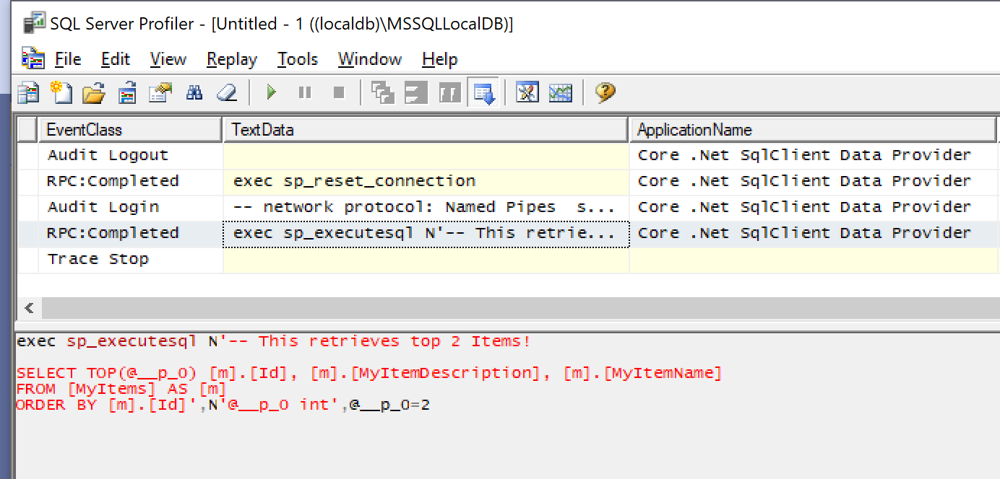 SQL Server Profiler - [Untitled - 1 ((localdb)\MSSQLLocalDB)]
File Edit View Replay Tools Window Help
EventClass TextData ApplicationName
Audit Logout Core .Net SqlClient Data Provider
RPC:Completed exec sp_reset_connection Core .Net SqlClient Data Provider
Audit Login -- network protocol: Named Pipes s... Core .Net SqlClient Data Provider
RPC:Completed exec sp_executesql N'-- This retrie... Core .Net SqlClient Data Provider
Trace Stop
exec sp_executesql N'-- This retrieves top 2 Items!
SELECT TOP(@__p_0) [m].[Id], [m].[MyItemDescription], [m].[MyItemName]
FROM [MyItems] AS [m]
ORDER BY [m].[Id]',N'@__p_0 int',@__p_0=2